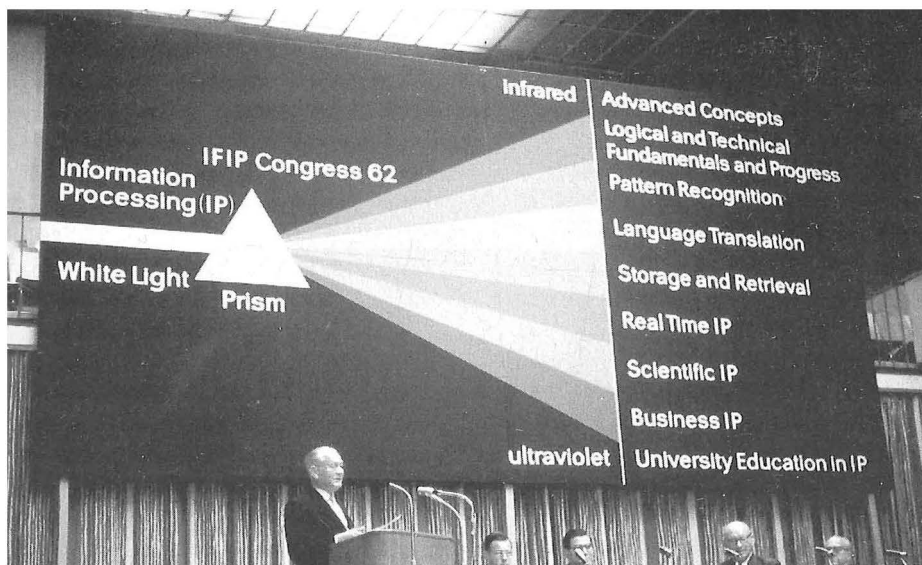 IFIP Congress 62
Information
Processing (IP)
White Light
Prism
infrared
ultraviolet
Advanced Concepts
Logical and Technical
Fundamentals and Progress
Pattern Recognition
Language Translation
Storage and Retrieval
Real Time IP
Scientific IP
Business IP
University Education in IP